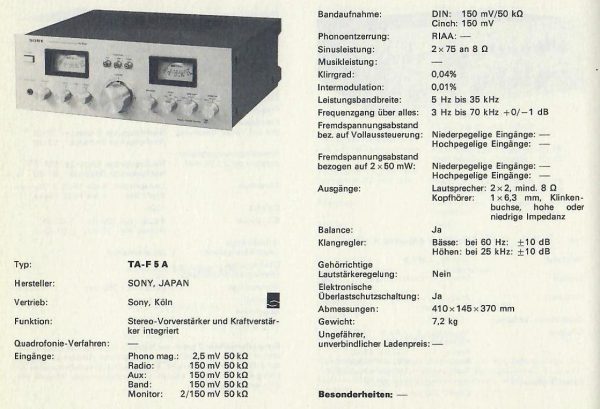 SONY
Typ: TA-F 5 A
Hersteller: SONY, JAPAN
Vertrieb: Sony, Köln
Funktion: Stereo-Vorverstärker und Kraftverstär-
ker integriert
Quadrofonie-Verfahren: —
Eingänge: Phono mag.: 2,5 mV 50 kΩ
Radio: 150 mV 50 kΩ
Aux: 150 mV 50 kΩ
Band: 150 mV 50 kΩ
Monitor: 2/150 mV 50 kΩ
Bandaufnahme: DIN: 150 mV/50 kΩ
Cinch: 150 mV
Phonoentzerrung: RIAA: —
Sinusleistung: 2×75 an 8 Ω
Musikleistung: —
Klirrgrad: 0,04%
Intermodulation: 0,01%
Leistungsbandbreite: 5 Hz bis 35 kHz
Frequenzgang über alles: 3 Hz bis 70 kHz +0/−1 dB
Fremdspannungsabstand
bez. auf Vollaussteuerung: Niederpegelige Eingänge: —
Hochpegelige Eingänge: —
Fremdspannungsabstand
bezogen auf 2×50 mW: Niederpegelige Eingänge: —
Hochpegelige Eingänge: —
Ausgänge: Lautsprecher: 2×2, mind. 8 Ω
Kopfhörer: 1×6,3 mm, Klinken-
buchse, hohe oder
niedrige Impedanz
Balance: Ja
Klangregler: Bässe: bei 60 Hz: ±10 dB
Höhen: bei 25 kHz: ±10 dB
Gehörrichtige
Lautstärkeregelung: Nein
Elektronische
Überlastschutzschaltung: Ja
Abmessungen: 410×145×370 mm
Gewicht: 7,2 kg
Ungefährer,
unverbindlicher Ladenpreis: —
Besonderheiten: —